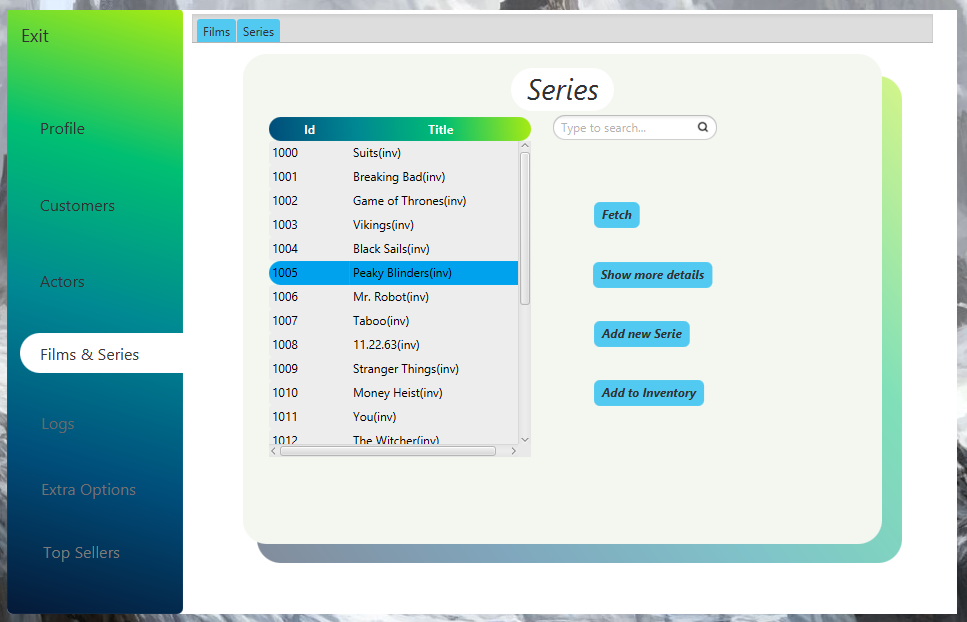 Exit
Profile
Customers
Actors
Films & Series
Logs
Extra Options
Top Sellers
Films Series
Series
Id Title
1000 Suits(inv)
1001 Breaking Bad(inv)
1002 Game of Thrones(inv)
1003 Vikings(inv)
1004 Black Sails(inv)
1005 Peaky Blinders(inv)
1006 Mr. Robot(inv)
1007 Taboo(inv)
1008 11.22.63(inv)
1009 Stranger Things(inv)
1010 Money Heist(inv)
1011 You(inv)
1012 The Witcher(inv)
Type to search...
Fetch
Show more details
Add new Serie
Add to Inventory